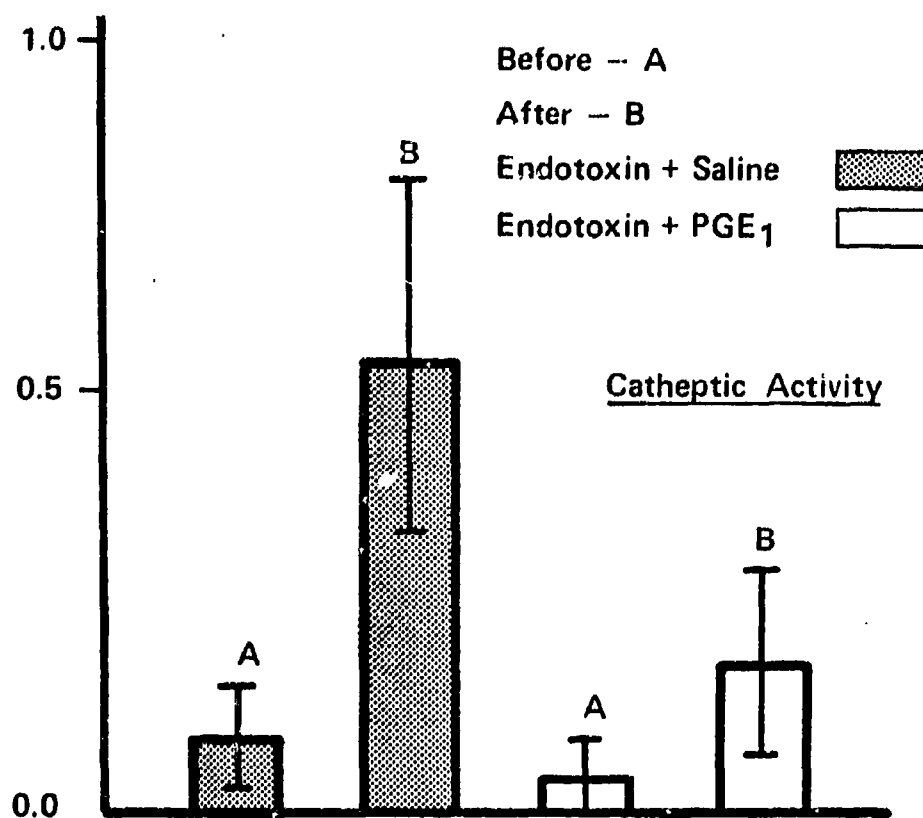 1.0
Before – A
After – B
B
Endotoxin + Saline
Endotoxin + PGE1
0.5
Catheptic Activity
B
A
A
0.0